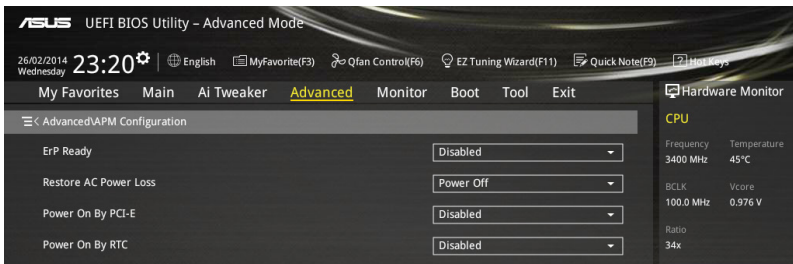 ASUS UEFI BIOS Utility – Advanced Mode
26/02/2014
Wednesday
23:20
English
MyFavorite(F3)
Qfan Control(F6)
EZ Tuning Wizard(F11)
Quick Note(F9)
Hot Keys
My Favorites Main Ai Tweaker Advanced Monitor Boot Tool Exit
Hardware Monitor
< Advanced\APM Configuration
ErP Ready Disabled
Restore AC Power Loss Power Off
Power On By PCI-E Disabled
Power On By RTC Disabled
CPU
Frequency Temperature
3400 MHz 45°C
BCLK Vcore
100.0 MHz 0.976 V
Ratio
34x